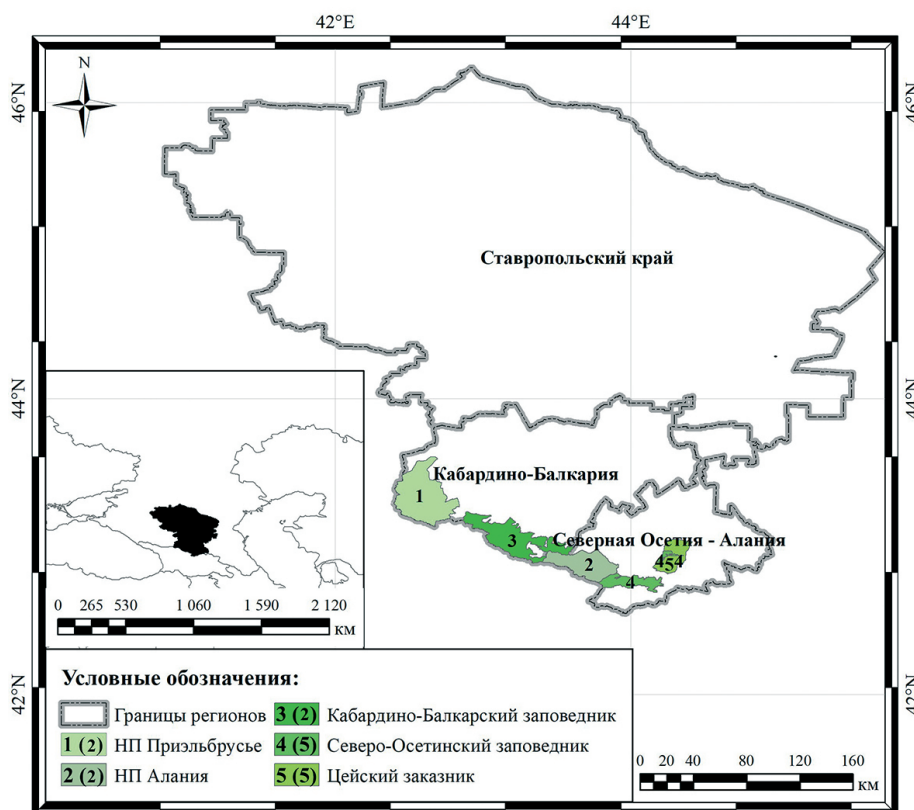 42°E 44°E
N
46°N 46°N
Ставропольский край
44°N 44°N
Кабардино-Балкария
1
Северная Осетия - Алания
3
2
454
4
0 265 530 1 060 1 590 2 120
км
Условные обозначения:
Границы регионов
3 (2) Кабардино-Балкарский заповедник
1 (2) НП Приэльбрусье
4 (5) Северо-Осетинский заповедник
2 (2) НП Алания
5 (5) Цейский заказник
42°N 42°N
0 20 40 80 120 160
км